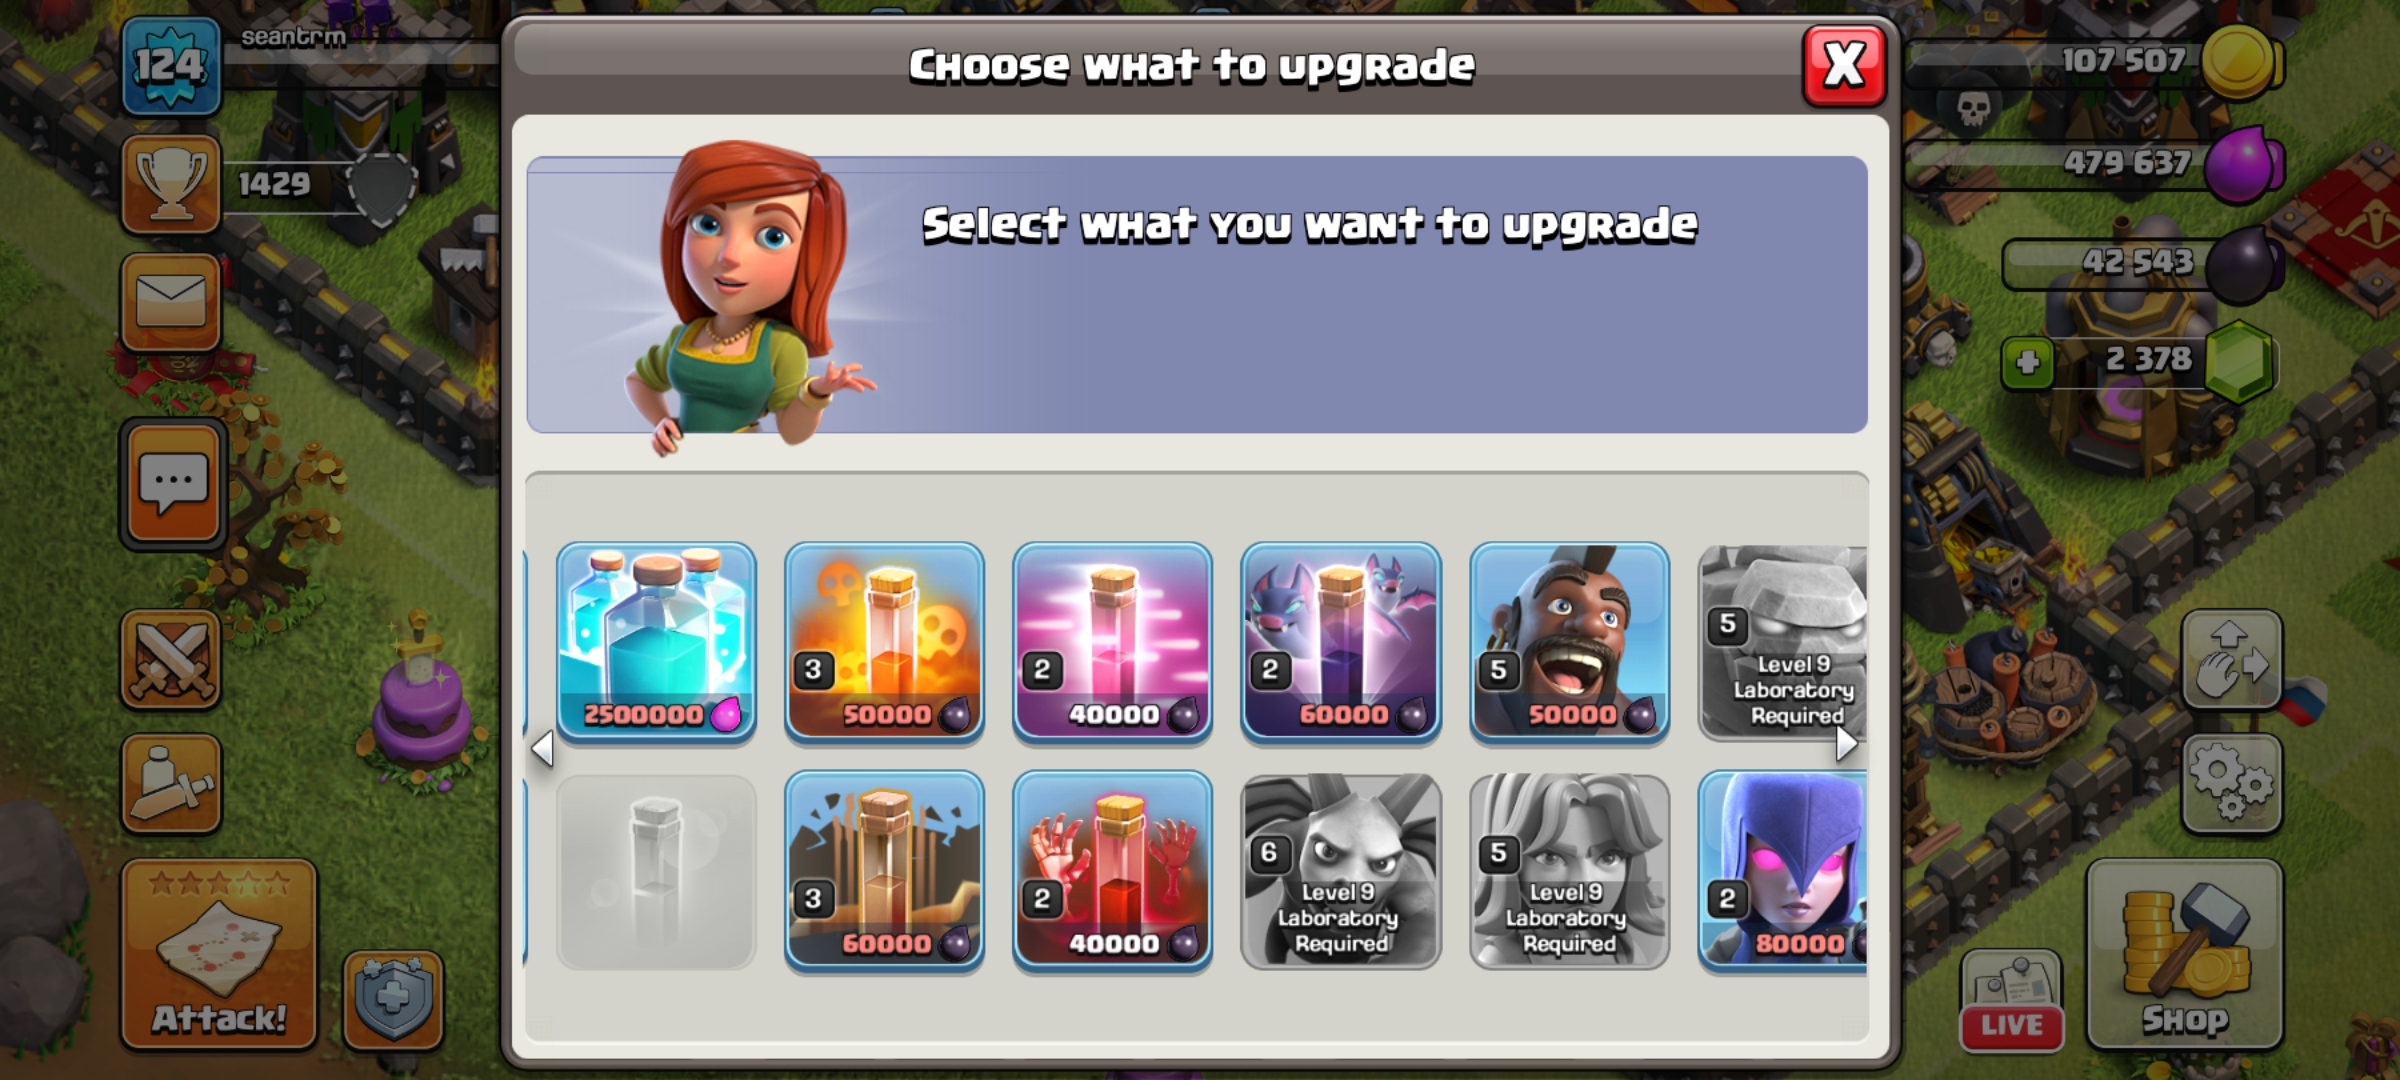 124
seantrm
Choose what to upgrade
X
107 507
1429
479 637
Select what you want to upgrade
42 543
2 378
2500000
3
50000
2
40000
2
60000
5
50000
5
Level 9
Laboratory
Required
3
60000
2
40000
6
Level 9
Laboratory
Required
5
Level 9
Laboratory
Required
2
80000
Attack!
LIVE
Shop